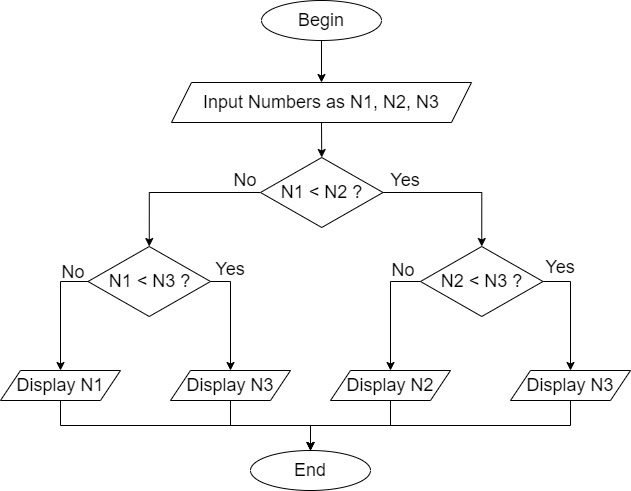 Begin
Input Numbers as N1, N2, N3
No
N1 < N2 ?
Yes
No
N1 < N3 ?
Yes
No
N2 < N3 ?
Yes
Display N1
Display N3
Display N2
Display N3
End